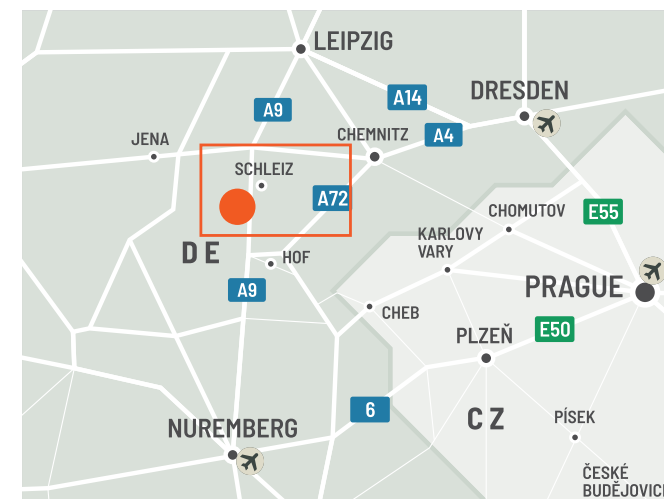 LEIPZIG
A14
DRESDEN
A9
JENA
CHEMNITZ
A4
SCHLEIZ
A72
CHOMUTOV
E55
KARLOVY
VARY
DE
HOF
A9
PRAGUE
CHEB
PLZEŇ
E50
6
CZ
PÍSEK
NUREMBERG
ČESKÉ
BUDĚJOVIC